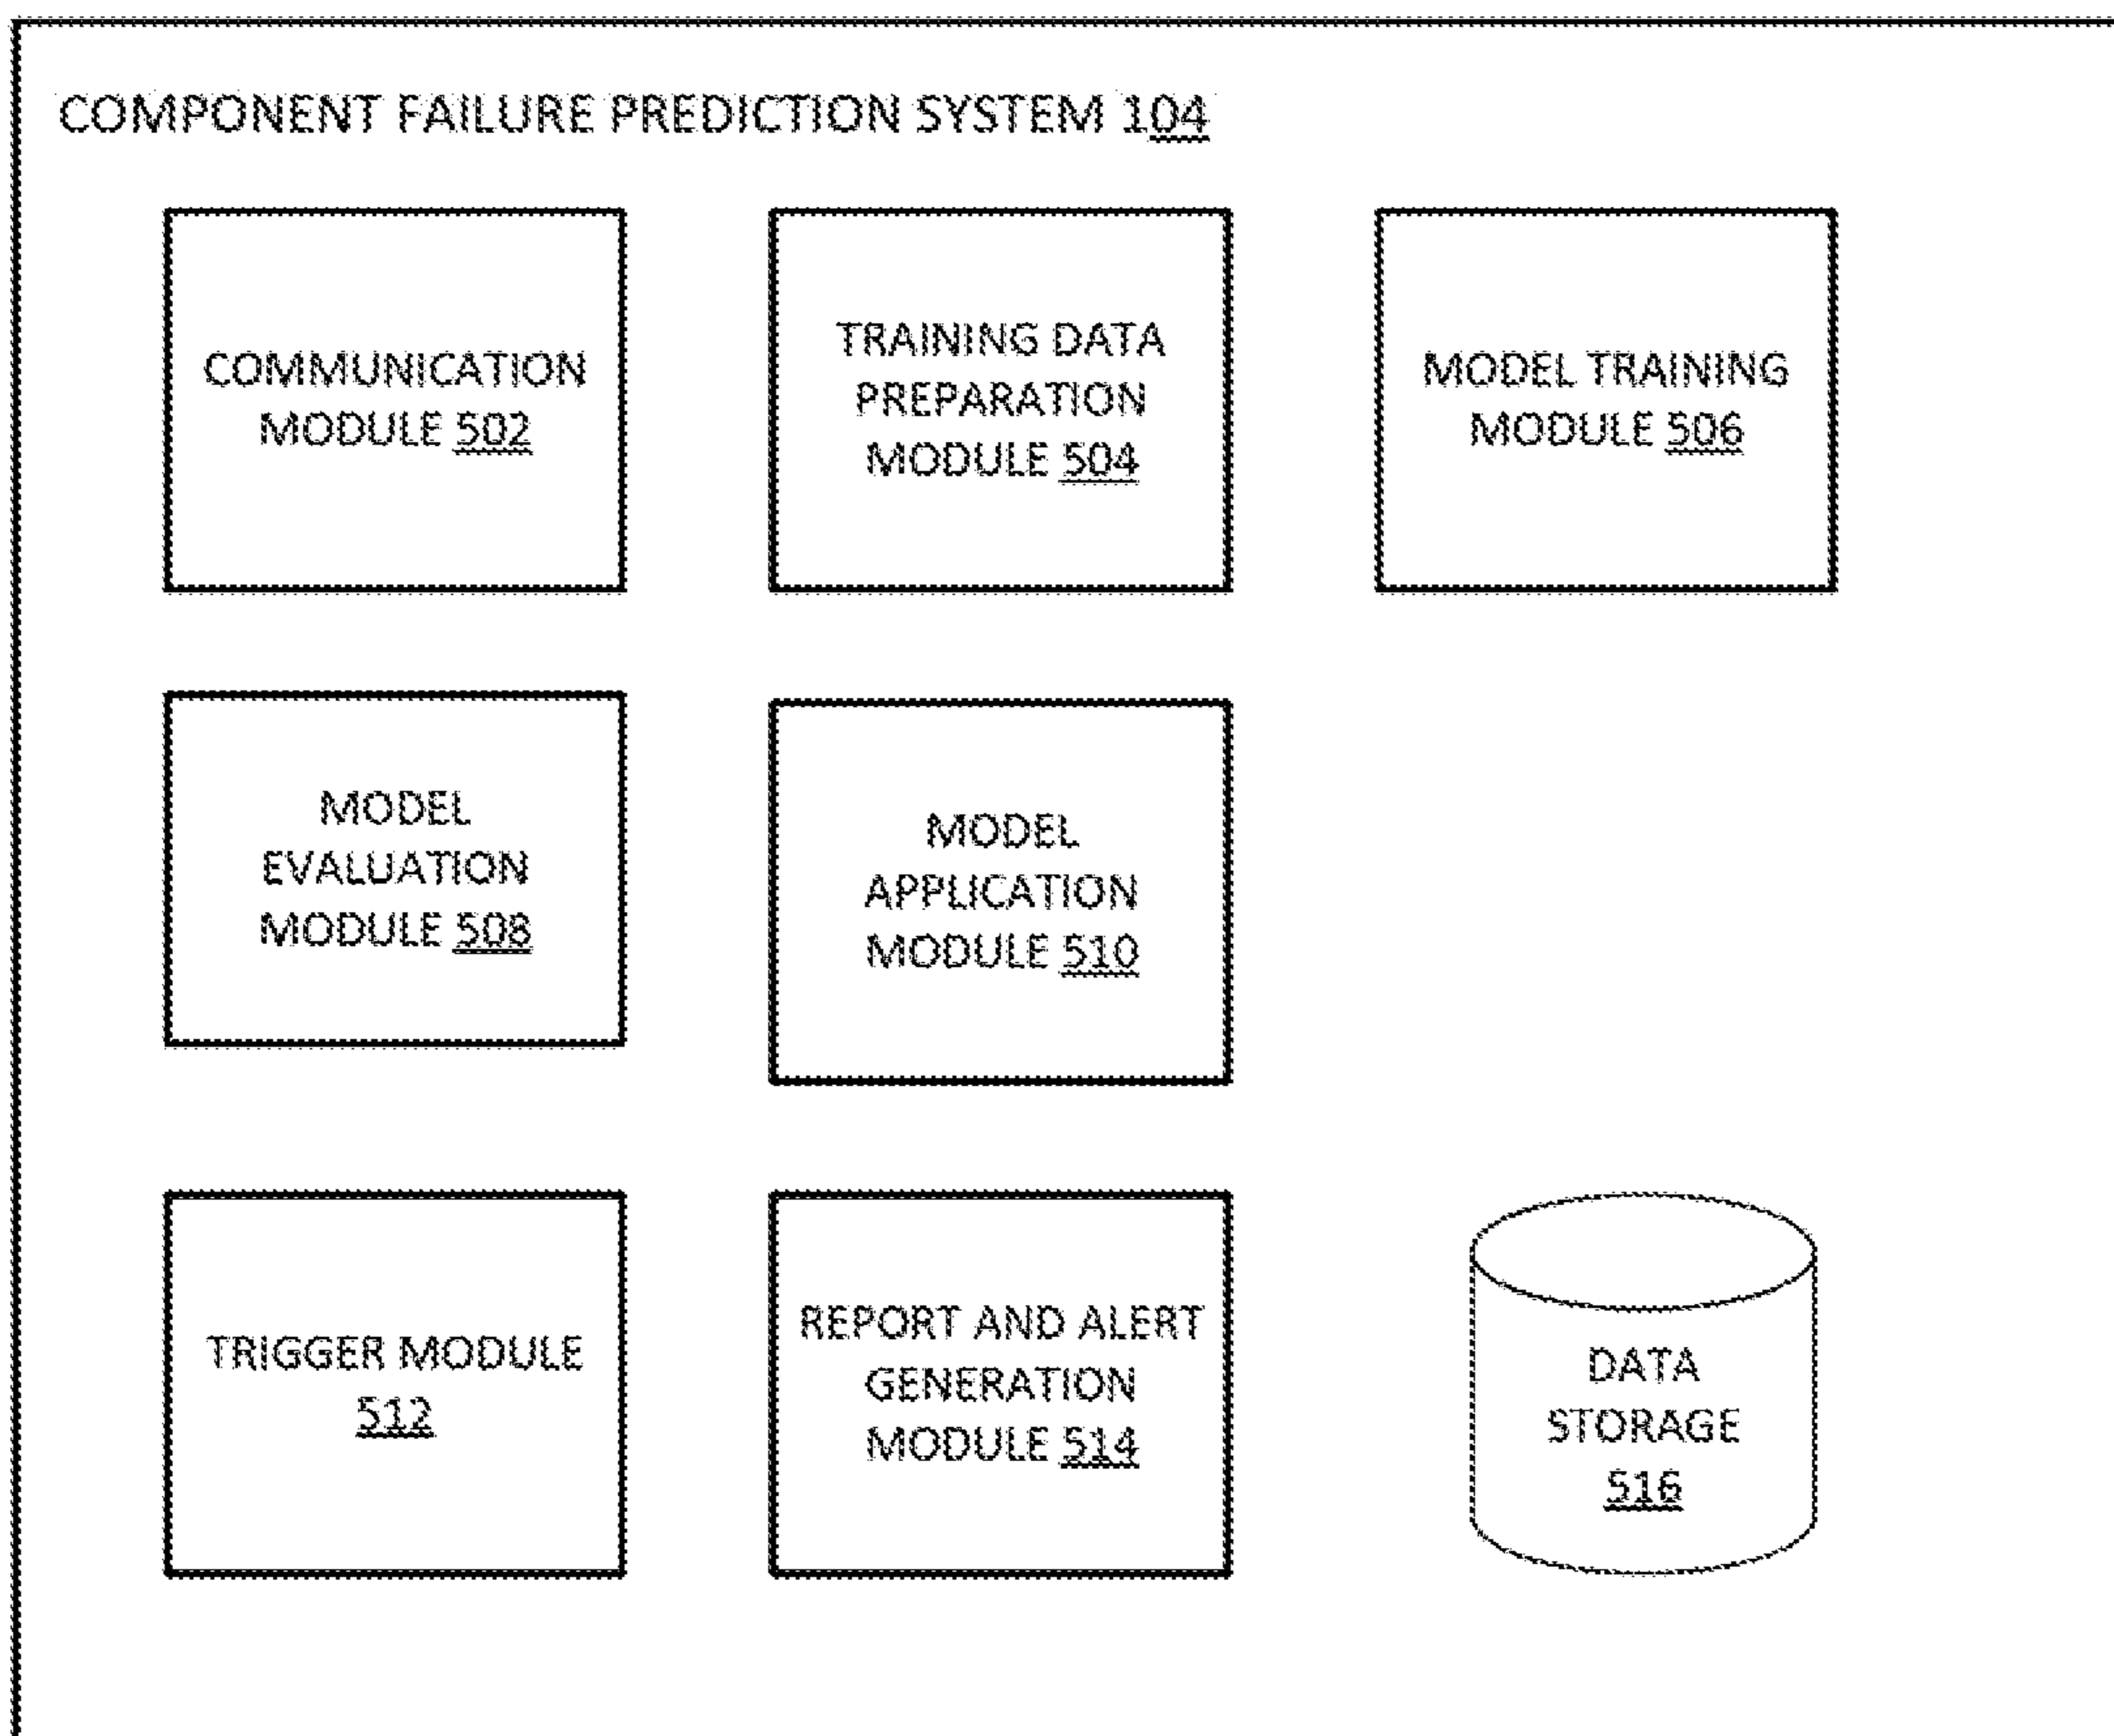 COMPONENT FAILURE PREDICTION SYSTEM 104
COMMUNICATION
MODULE 502
TRAINING DATA
PREPARATION
MODULE 504
MODEL TRAINING
MODULE 506
MODEL
EVALUATION
MODULE 508
MODEL
APPLICATION
MODULE 510
TRIGGER MODULE
512
REPORT AND ALERT
GENERATION
MODULE 514
DATA
STORAGE
516